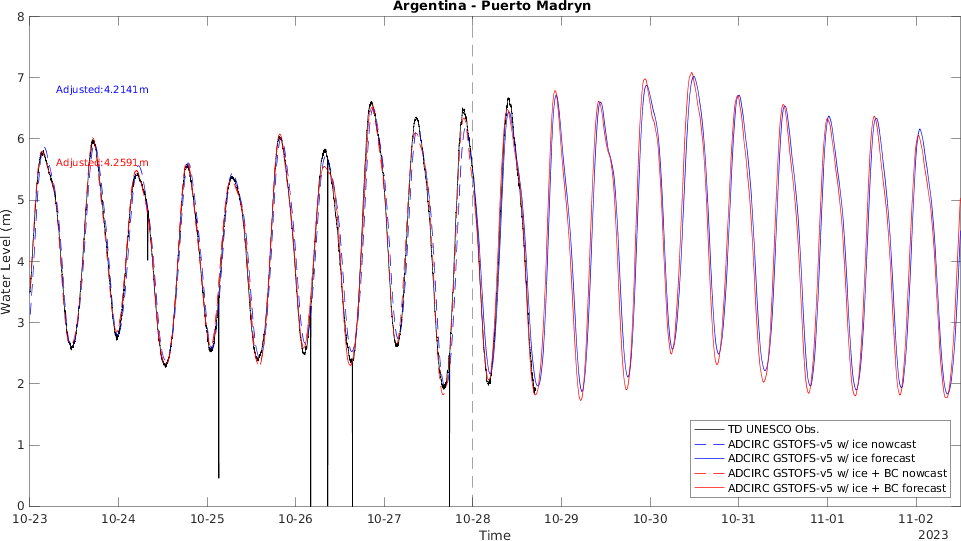 Argentina - Puerto Madryn
8
7
6
5
4
3
2
1
0
Water Level (m)
Adjusted:4.2141m
Adjusted:4.2591m
TD UNESCO Obs.
ADCIRC GSTOFS-v5 w/ ice nowcast
ADCIRC GSTOFS-v5 w/ ice forecast
ADCIRC GSTOFS-v5 w/ ice + BC nowcast
ADCIRC GSTOFS-v5 w/ ice + BC forecast
10-23 10-24 10-25 10-26 10-27 10-28 10-29 10-30 10-31 11-01 11-02
Time
2023